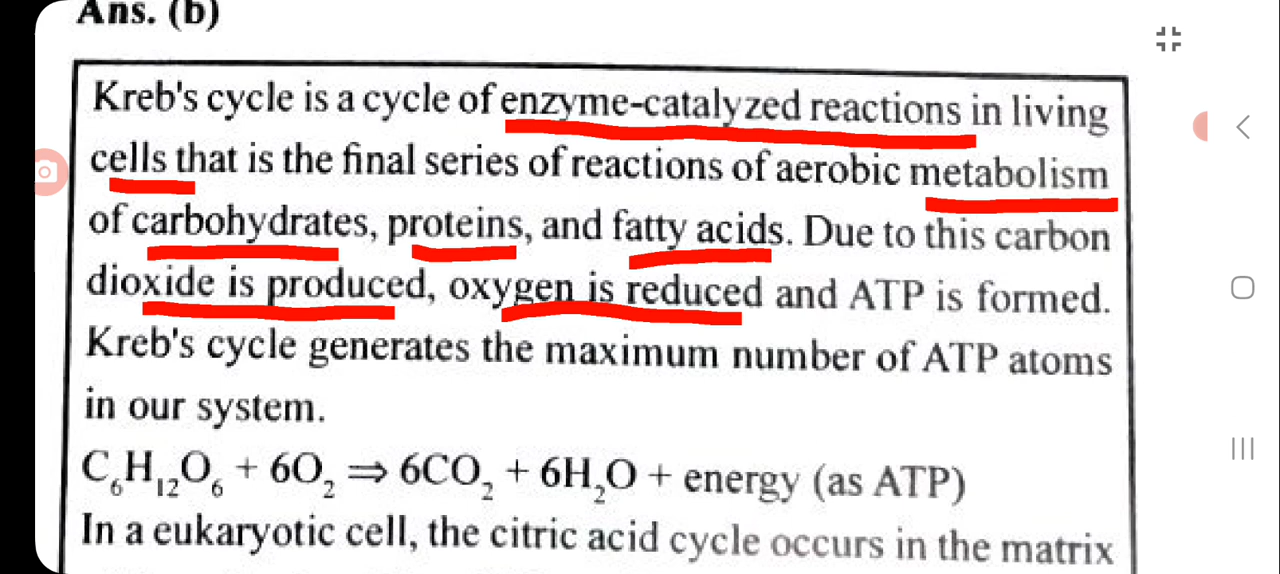 Ans. (b)
Kreb's cycle is a cycle of enzyme-catalyzed reactions in living
cells that is the final series of reactions of aerobic metabolism
of carbohydrates, proteins, and fatty acids. Due to this carbon
dioxide is produced, oxygen is reduced and ATP is formed.
Kreb's cycle generates the maximum number of ATP atoms
in our system.
C₆H₁₂O₆ + 6O₂ ⇒ 6CO₂ + 6H₂O + energy (as ATP)
In a eukaryotic cell, the citric acid cycle occurs in the matrix